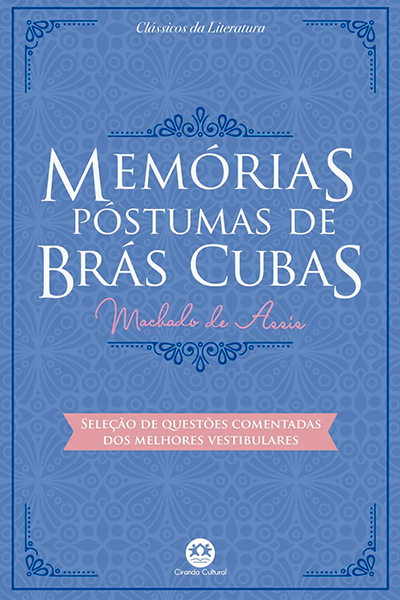 Clássicos da Literatura
MEMÓRIAS
PÓSTUMAS DE
BRÁS CUBAS
Machado de Assis
SELEÇÃO DE QUESTÕES COMENTADAS
DOS MELHORES VESTIBULARES
Ciranda Cultural